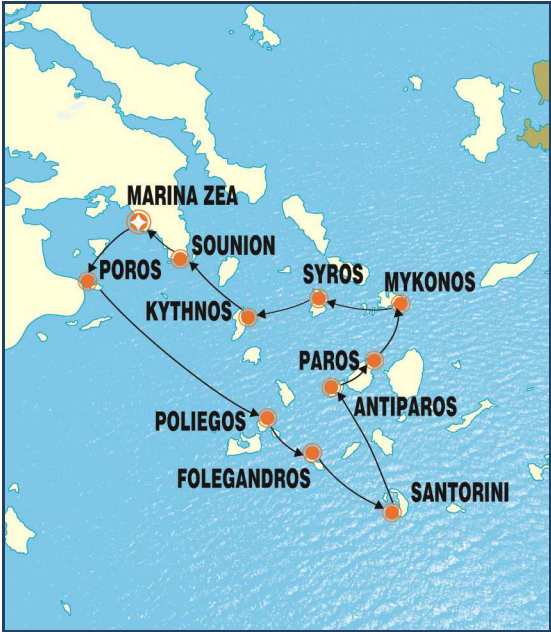 MARINA ZEA
SOUNION
POROS
SYROS
MYKONOS
KYTHNOS
PAROS
ANTIPAROS
POLIEGOS
FOLEGANDROS
SANTORINI